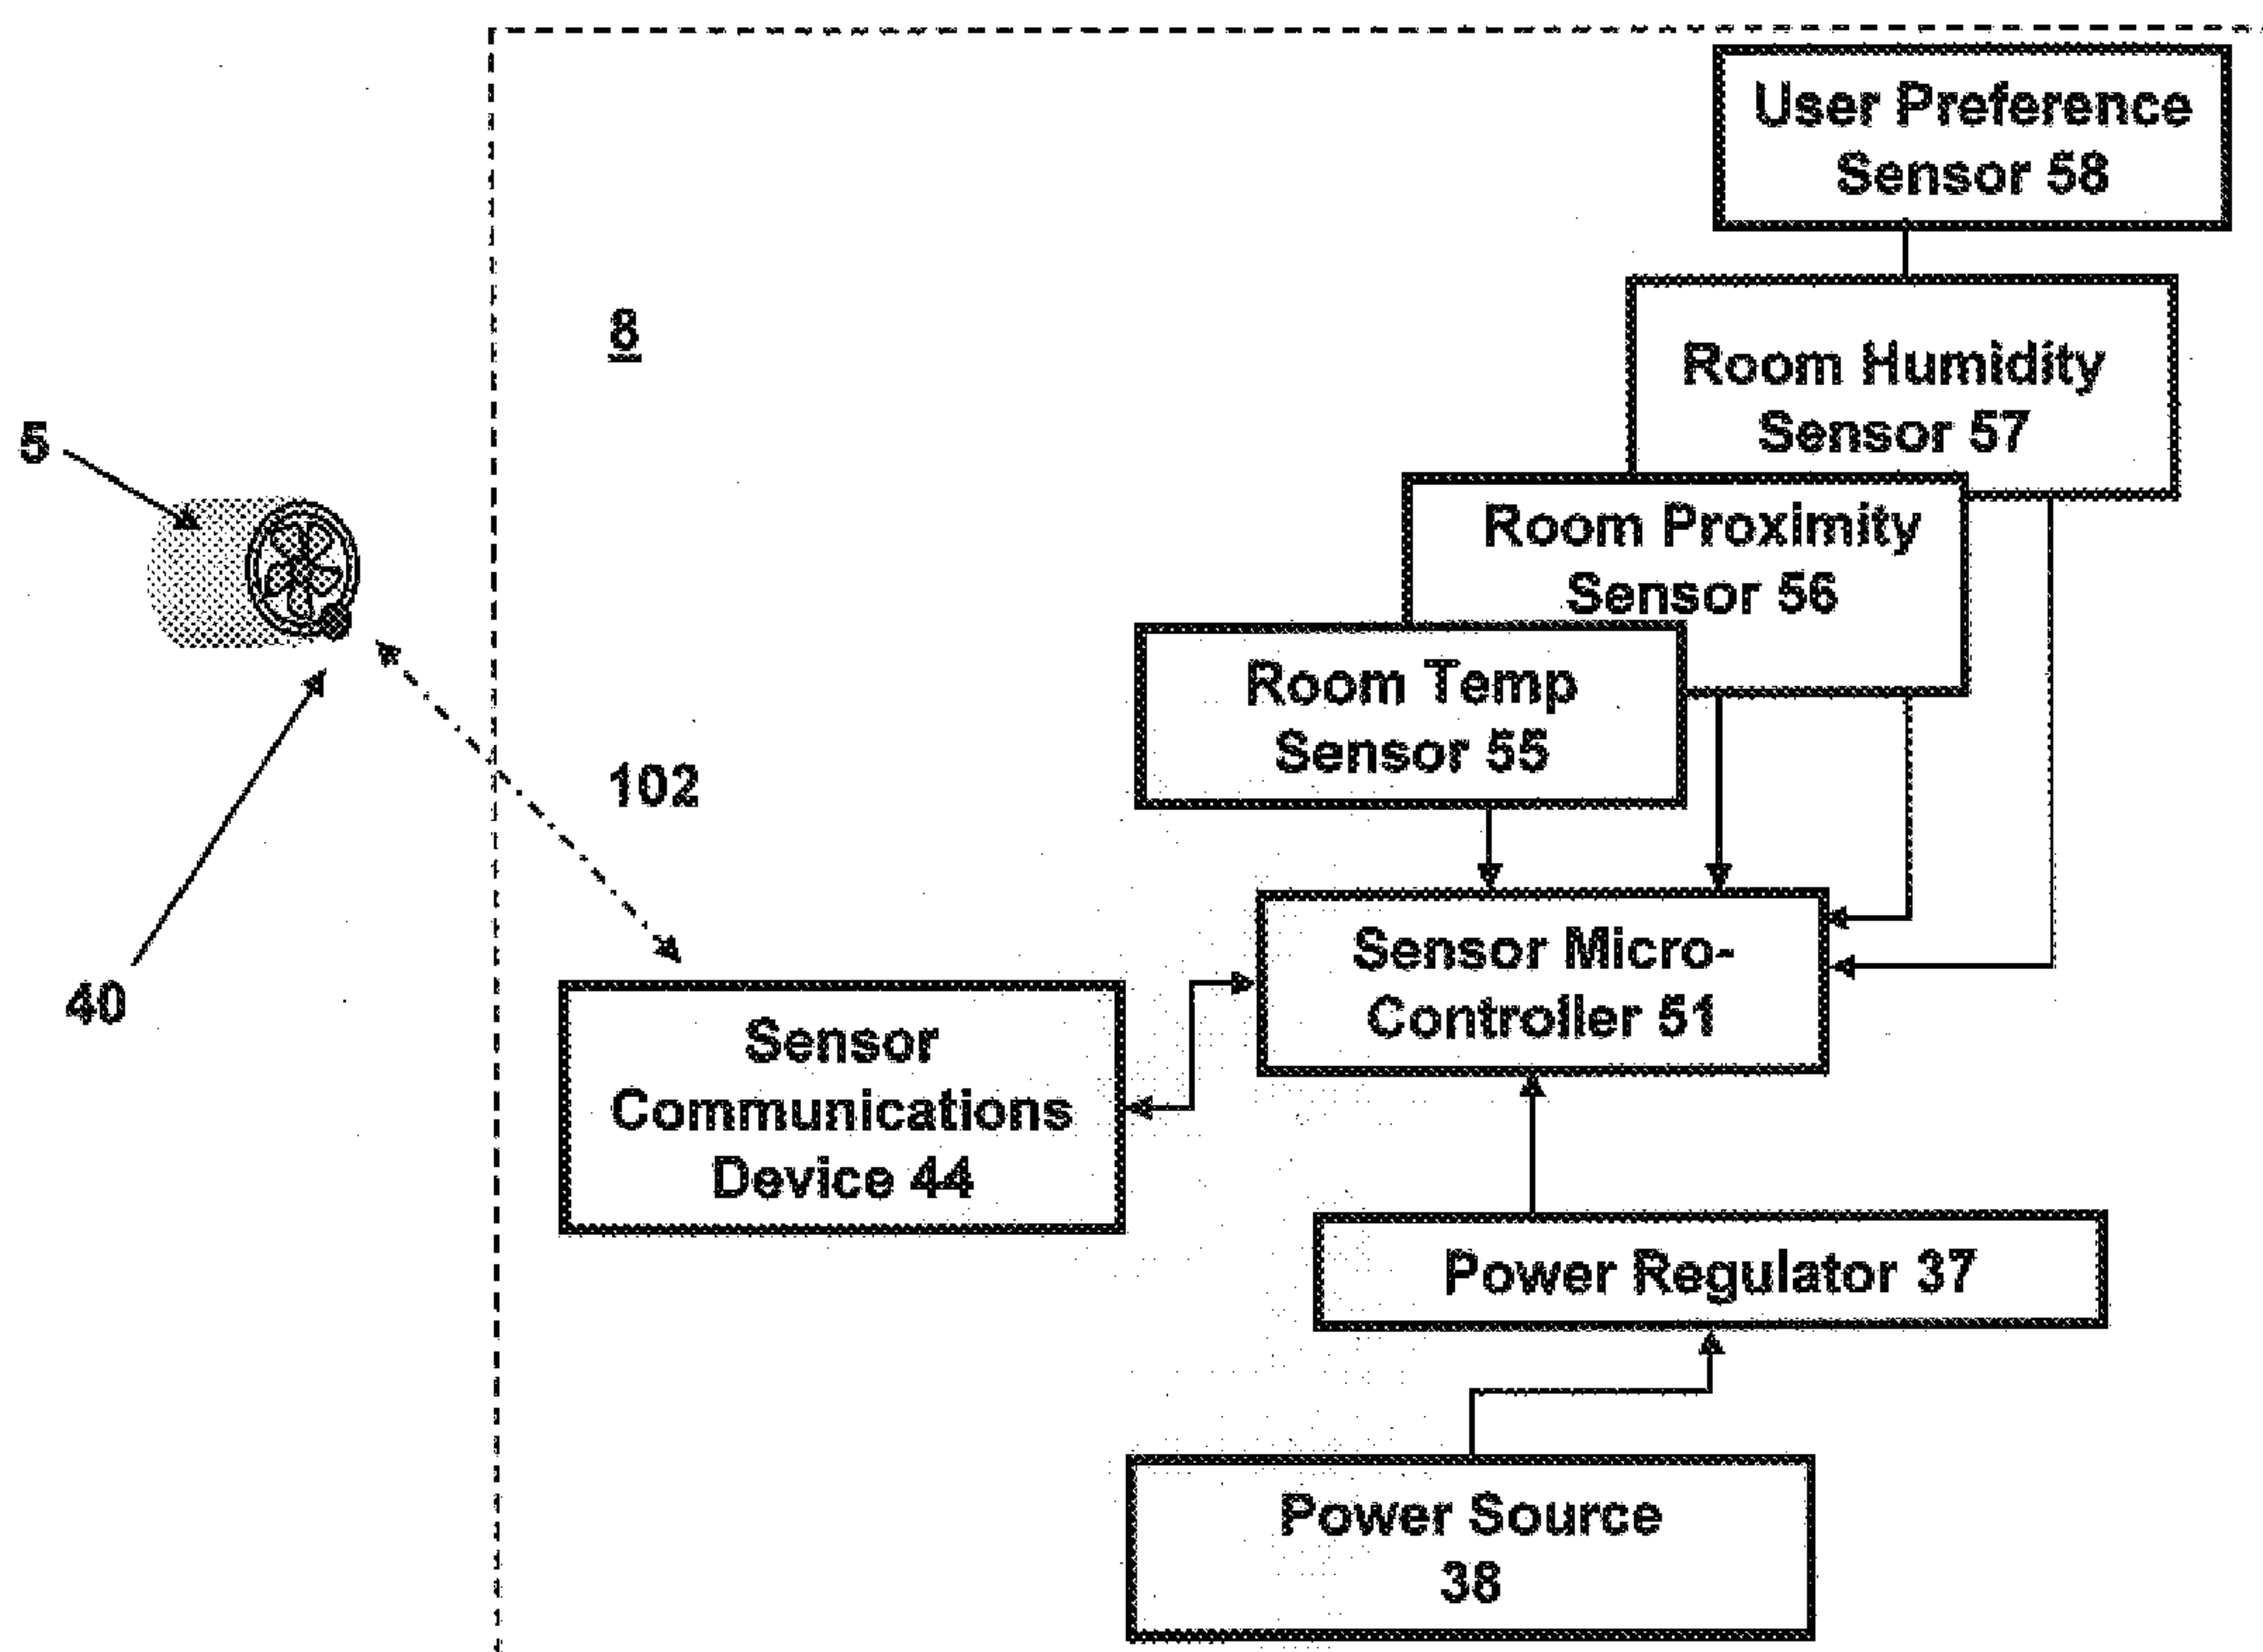 User Preference
Sensor 58
8
Room Humidity
Sensor 57
5
Room Proximity
Sensor 56
Room Temp
Sensor 55
102
Sensor Micro-
Controller 51
40
Sensor
Communications
Device 44
Power Regulator 37
Power Source
38